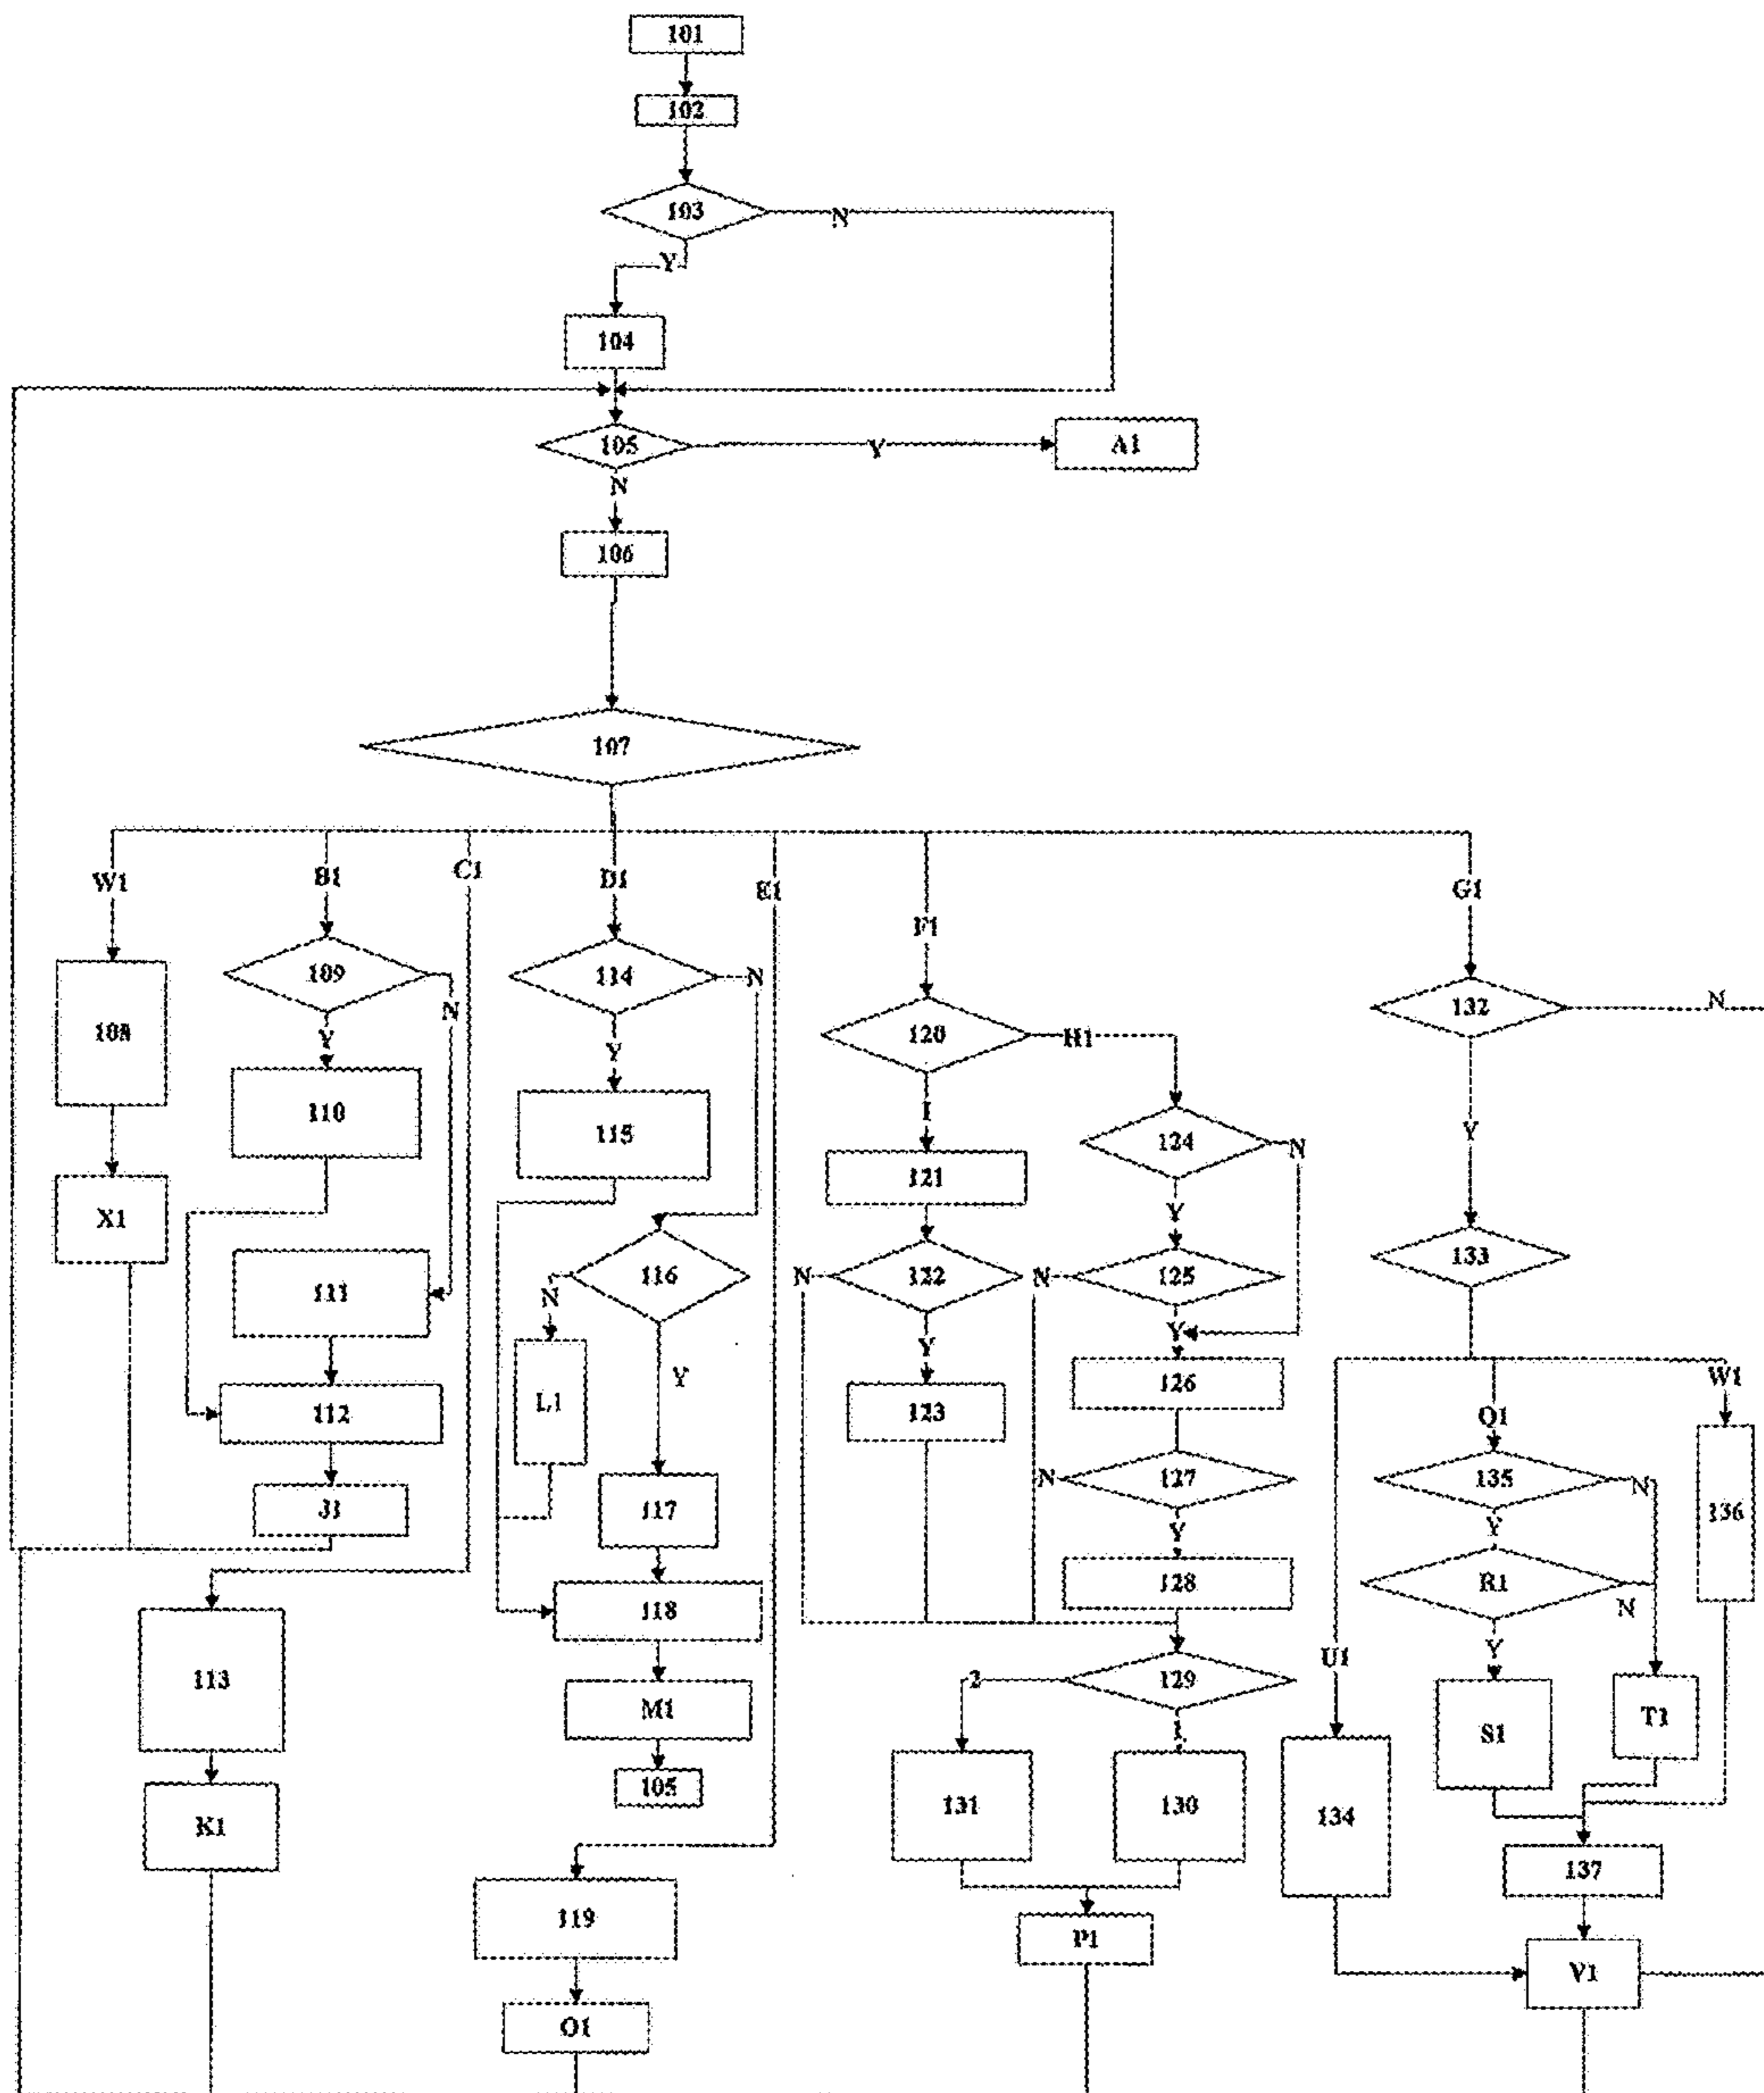 101
102
103
N
Y
104
105
Y
A1
N
106
107
W1
B1
C1
D1
E1
F1
G1
108
109
N
Y
110
X1
111
112
J1
113
K1
114
N
Y
115
116
N
Y
L1
117
118
M1
105
119
O1
120
H1
1
121
122
N
Y
123
124
N
Y
125
N
Y
126
127
N
Y
128
129
2
131
130
P1
132
N
Y
133
U1
Q1
W1
134
135
N
Y
136
R1
N
Y
S1
T1
137
V1